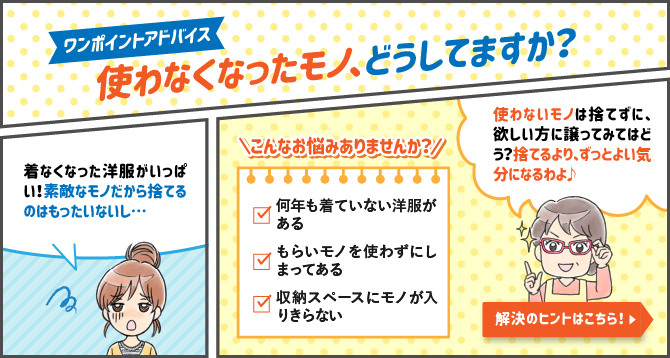 ワンポイントアドバイス
使わなくなったモノ、どうしてますか?
着なくなった洋服がいっぱ
い!素敵なモノだから捨てる
のはもったいないし…
こんなお悩みありませんか?
何年も着ていない洋服が
ある
もらいモノを使わずにし
まってある
収納スペースにモノが入
りきらない
使わないモノは捨てずに、
欲しい方に譲ってみてはど
う?捨てるより、ずっとよい気
分になるわよ♪
解決のヒントはこちら!